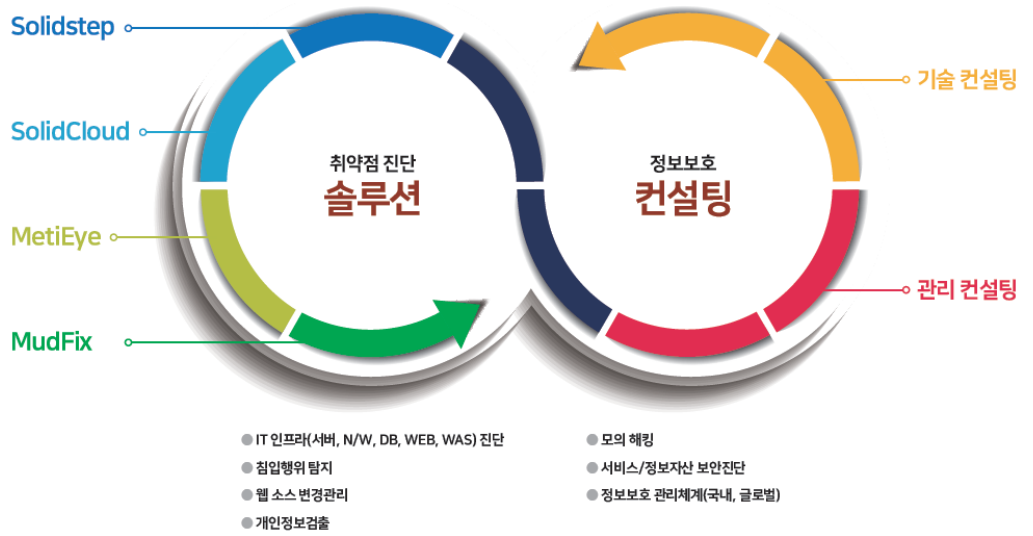 Solidstep
SolidCloud
MetiEye
MudFix
취약점 진단
솔루션
정보보호
컨설팅
기술 컨설팅
관리 컨설팅
● IT 인프라(서버, N/W, DB, WEB, WAS) 진단
● 침입행위 탐지
● 웹 소스 변경관리
● 개인정보검출
● 모의 해킹
● 서비스/정보자산 보안진단
● 정보보호 관리체계(국내, 글로벌)